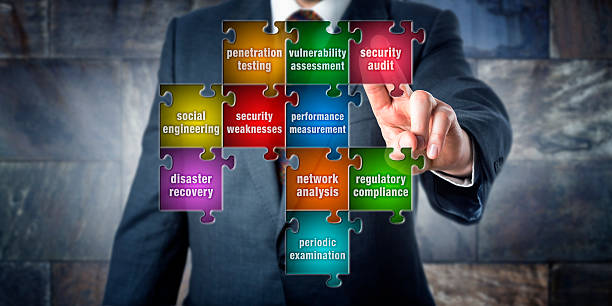 penetration
testing
vulnerability
assessment
security
audit
social
engineering
security
weaknesses
performance
measurement
disaster
recovery
network
analysis
regulatory
compliance
periodic
examination